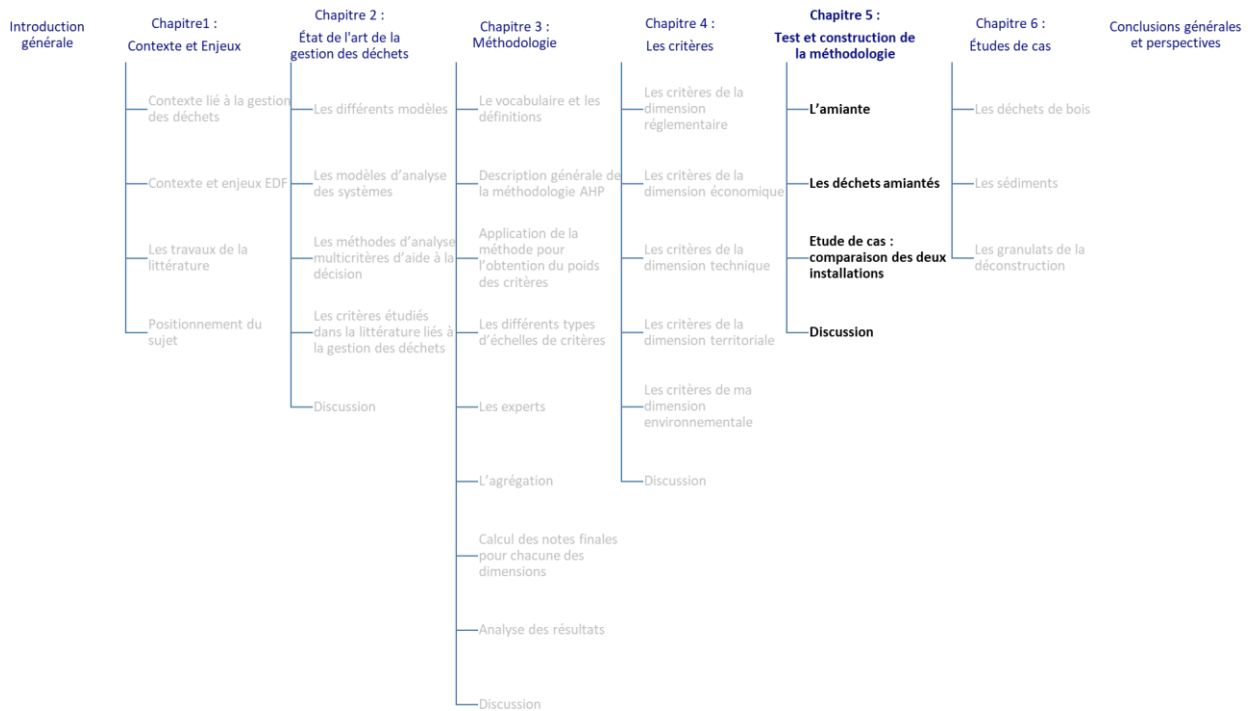 Introduction
générale
Chapitre1 :
Contexte et Enjeux
Contexte lié à la gestion
des déchets
Contexte et enjeux EDF
Les travaux de la
littérature
Positionnement du
sujet
Chapitre 2 :
État de l'art de la
gestion des déchets
Les différents modèles
Les modèles d'analyse
des systèmes
Les méthodes d'analyse
multicritères d'aide à la
décision
Les critères étudiés
dans la littérature liés à
la gestion des déchets
Discussion
Chapitre 3 :
Méthodologie
Le vocabulaire et les
définitions
Description générale de
la méthodologie AHP
Application de la
méthode pour
l'obtention du poids
des critères
Les différents types
d'échelles de critères
Les experts
L'agrégation
Calcul des notes finales
pour chacune des
dimensions
Analyse des résultats
Discussion
Chapitre 4 :
Les critères
Les critères de la
dimension
réglementaire
Les critères de la
dimension économique
Les critères de la
dimension technique
Les critères de la
dimension territoriale
Les critères de ma
dimension
environnementale
Discussion
Chapitre 5 :
Test et construction de
la méthodologie
L'amiante
Les déchets amiantés
Etude de cas :
comparaison des deux
installations
Discussion
Chapitre 6 :
Études de cas
Les déchets de bois
Les sédiments
Les granulats de la
déconstruction
Conclusions générales
et perspectives